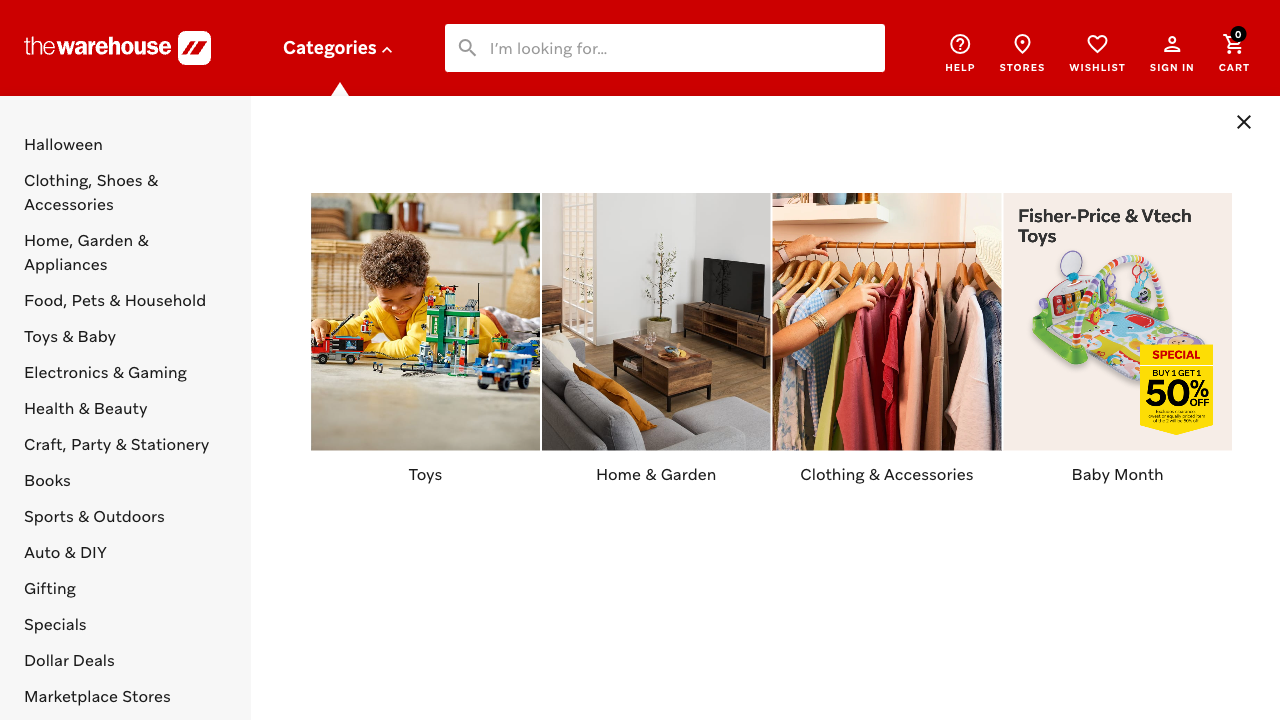 thewarehouse
Categories
I'm looking for...
HELP
STORES
WISHLIST
SIGN IN
0
CART
Halloween
Clothing, Shoes &
Accessories
Home, Garden &
Appliances
Food, Pets & Household
Toys & Baby
Electronics & Gaming
Health & Beauty
Craft, Party & Stationery
Books
Sports & Outdoors
Auto & DIY
Gifting
Specials
Dollar Deals
Marketplace Stores
Fisher-Price & Vtech
Toys
SPECIAL
BUY 1 GET 1
50%
OFF
Toys
Home & Garden
Clothing & Accessories
Baby Month